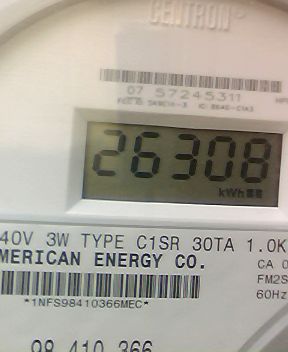 CENTRON
07 57245311
26308
kWh
40V 3W TYPE C1SR 30TA 1.0K
MERICAN ENERGY CO.
CA 0
FM2S
*1NFS98410366MEC*
60Hz
98 410 366